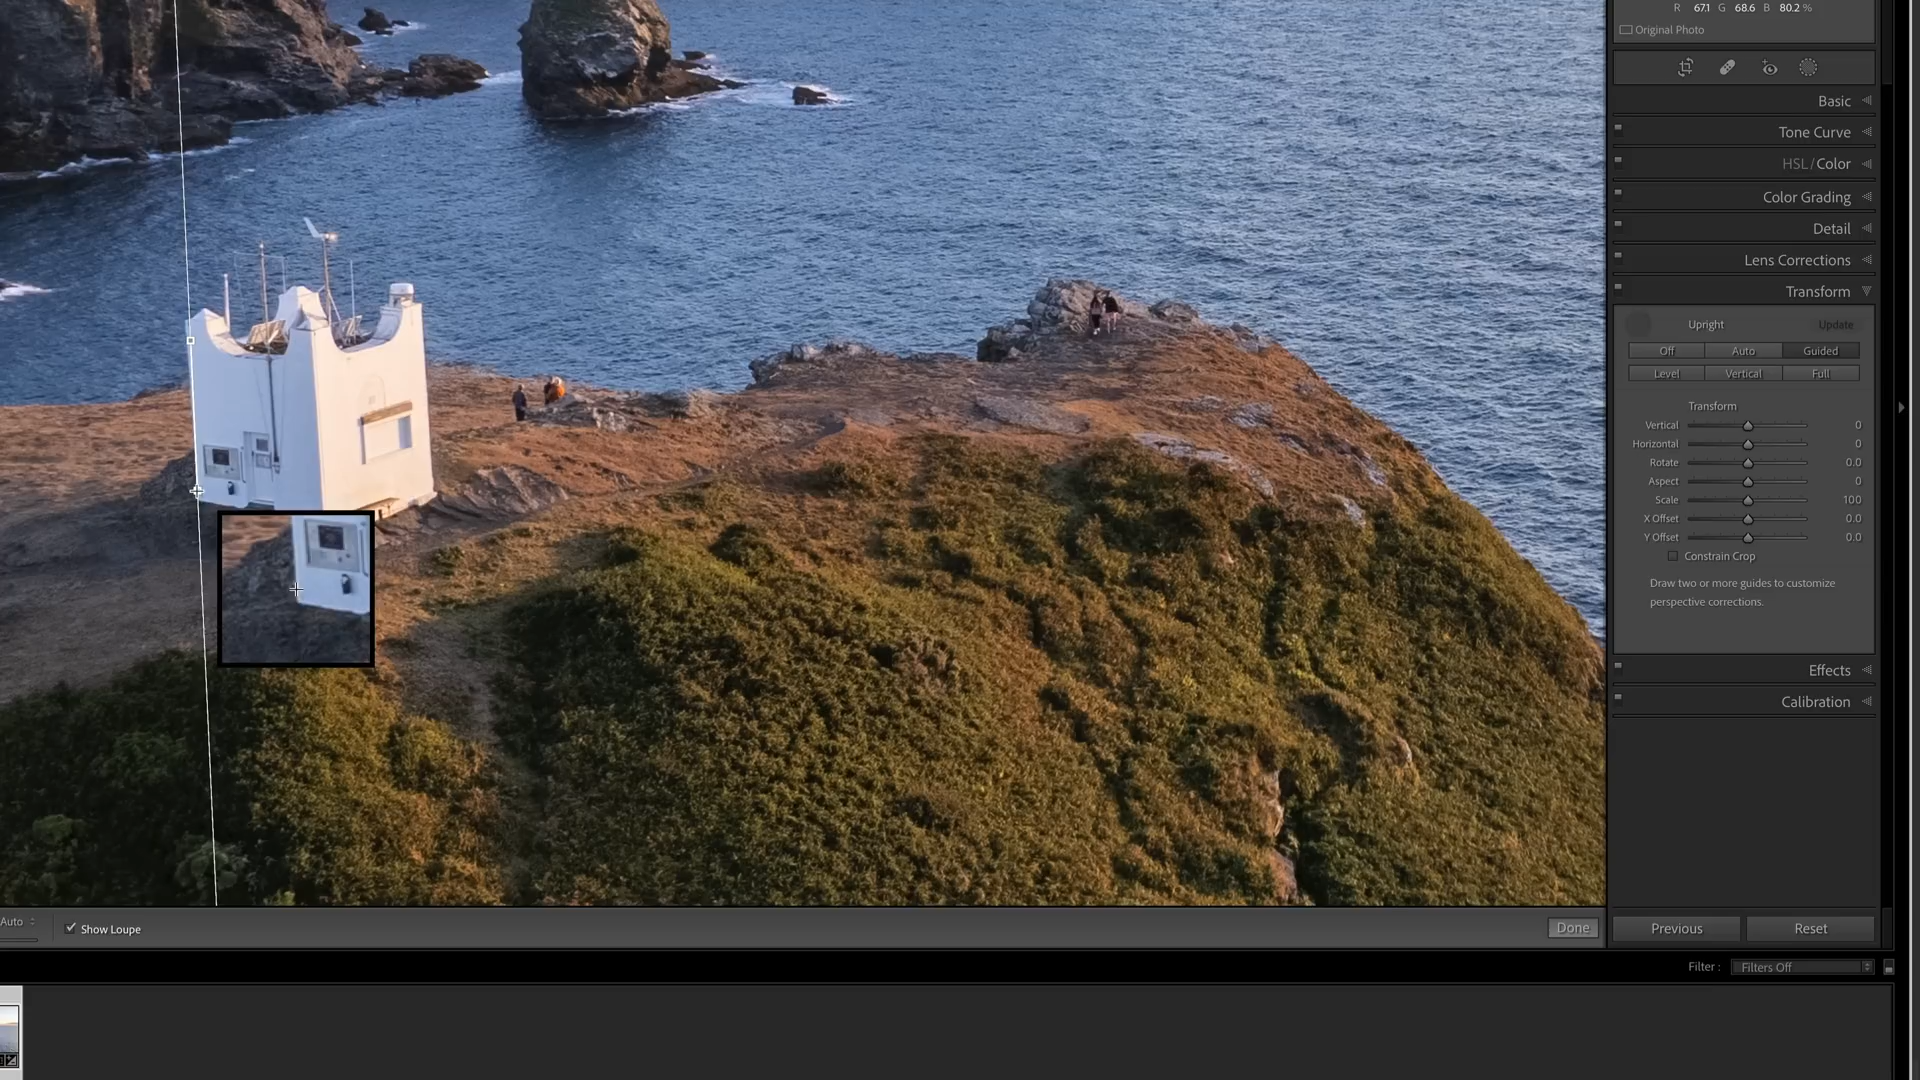 R 67.1 G 68.6 B 80.2 %
Original Photo
Basic
Tone Curve
HSL / Color
Color Grading
Detail
Lens Corrections
Transform
Upright Update
Off Auto Guided
Level Vertical Full
Transform
Vertical 0
Horizontal 0
Rotate 0.0
Aspect 0
Scale 100
X Offset 0.0
Y Offset 0.0
Constrain Crop
Draw two or more guides to customize
perspective corrections.
Effects
Calibration
Auto Show Loupe Done
Previous Reset
Filter : Filters Off